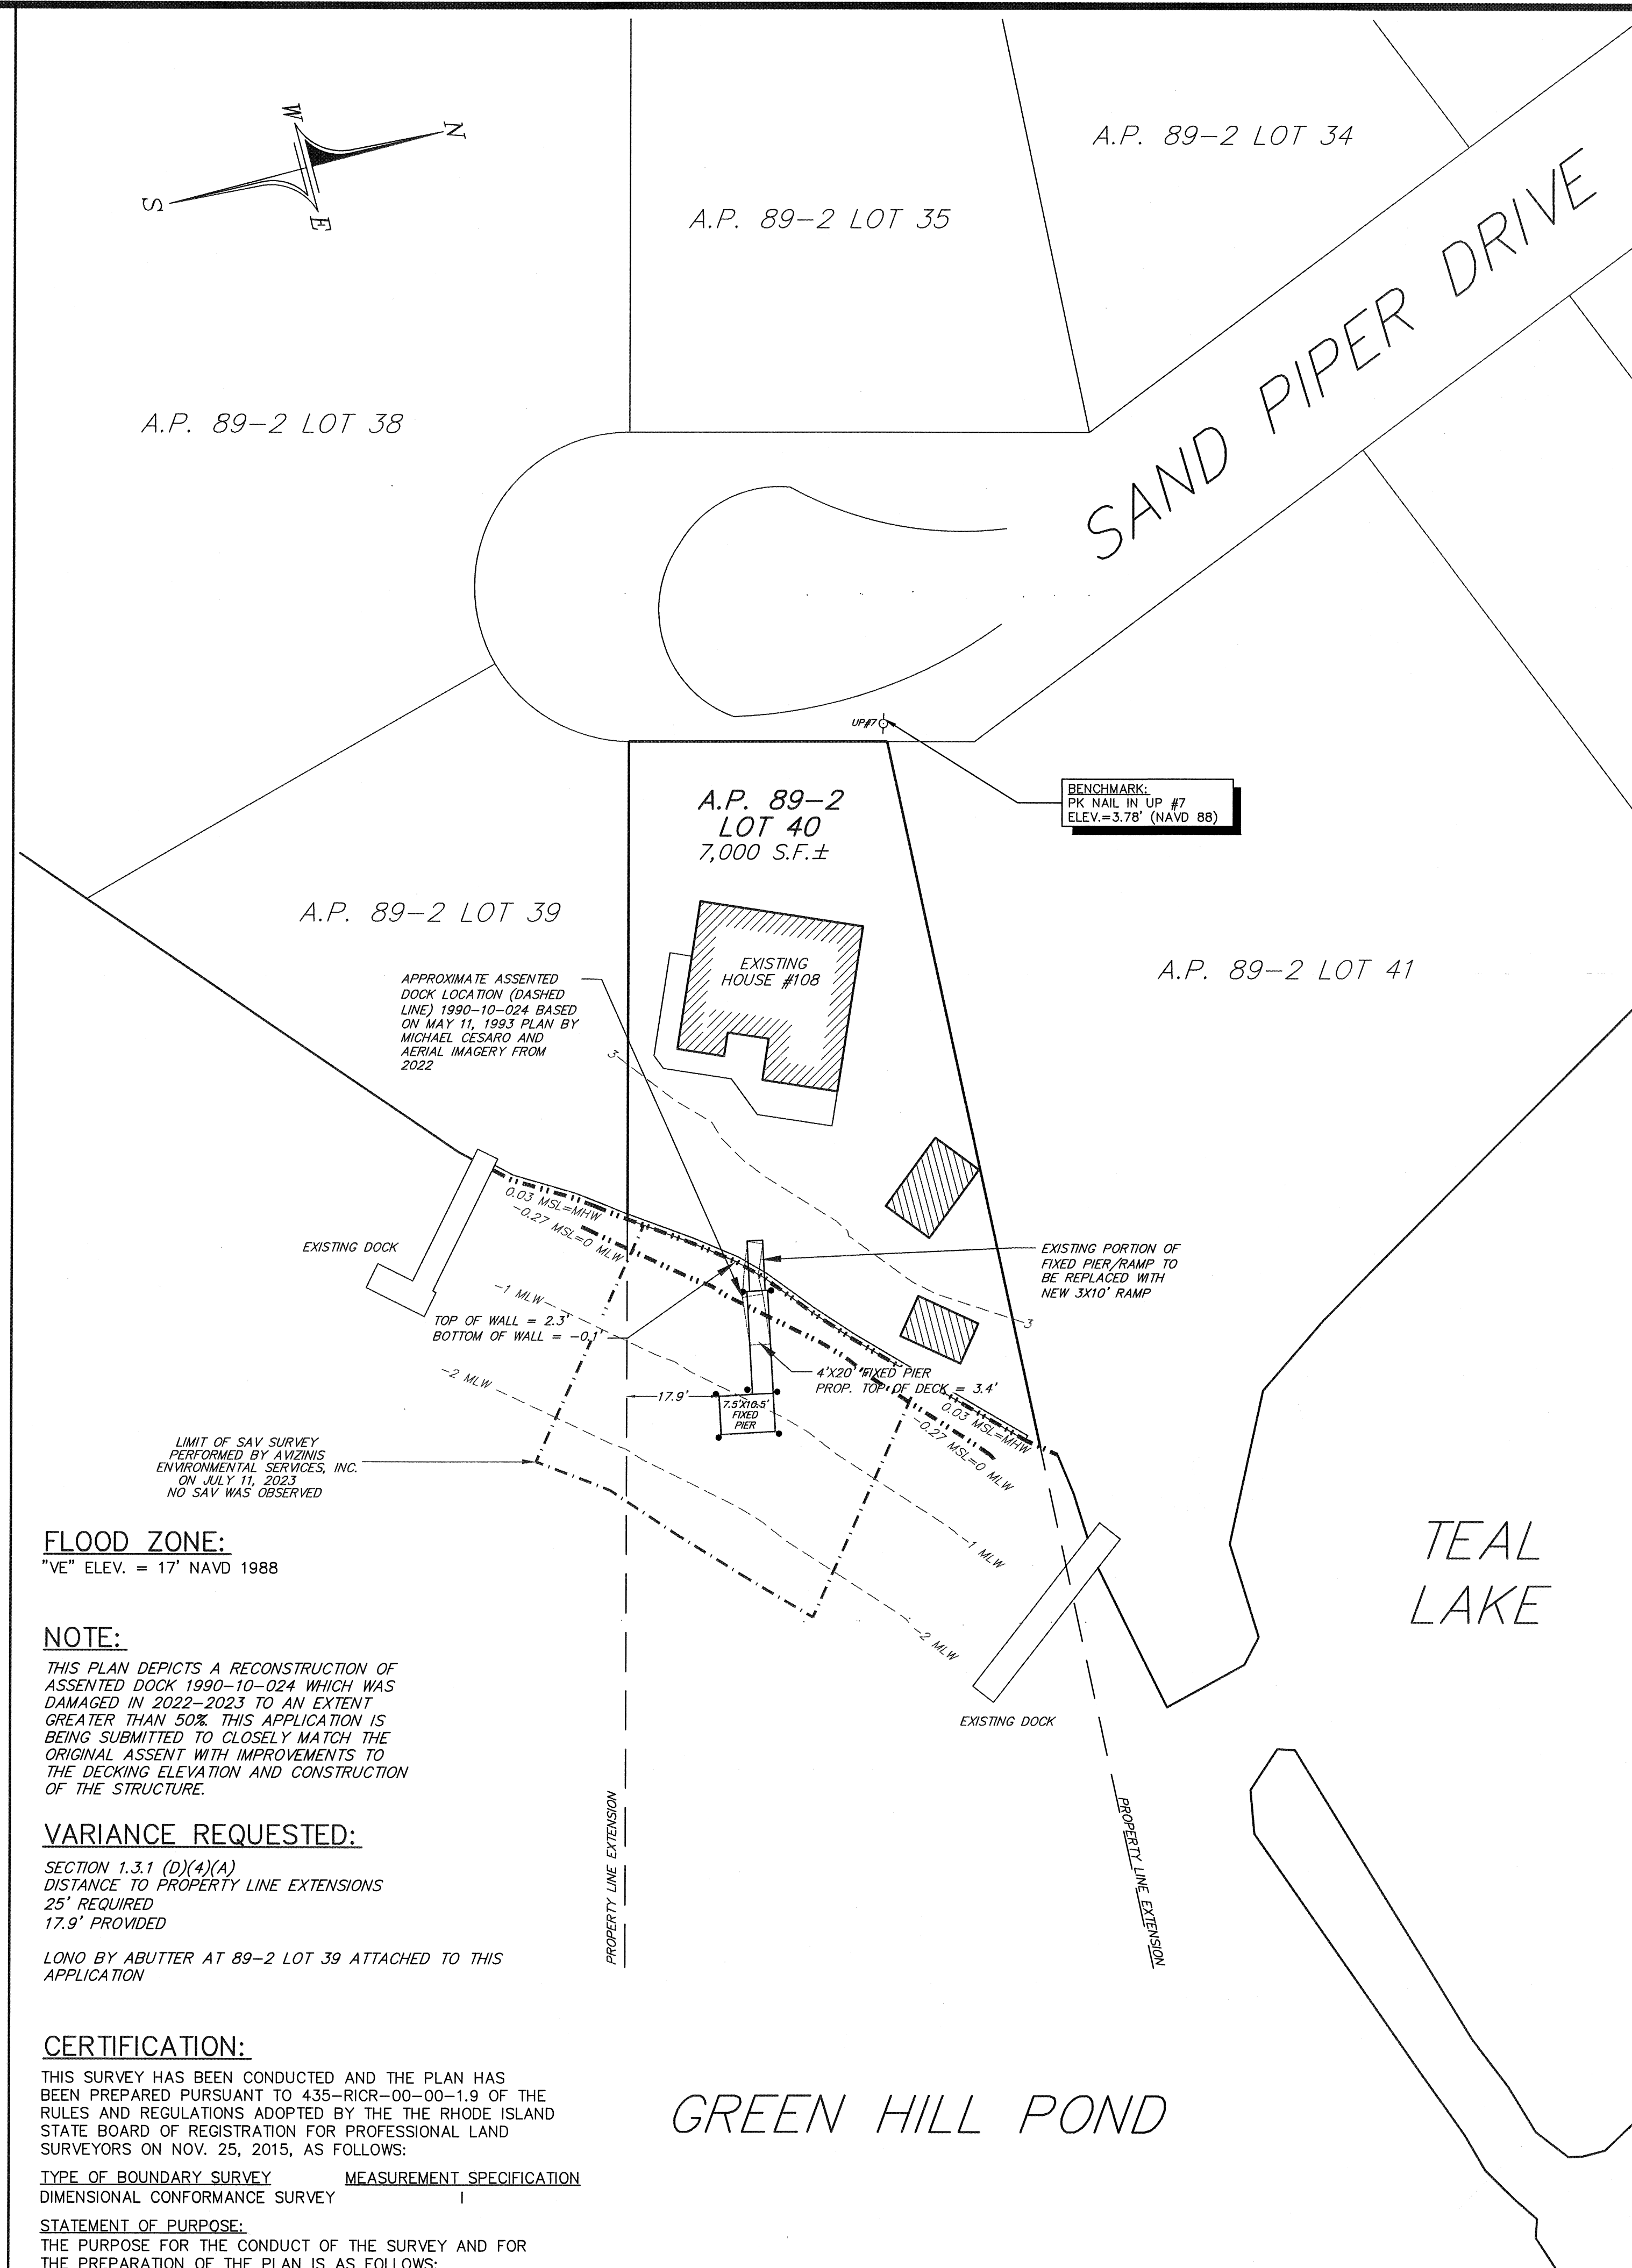 W
N
S
E
A.P. 89-2 LOT 34
A.P. 89-2 LOT 35
SAND PIPER DRIVE
A.P. 89-2 LOT 38
UP#7
BENCHMARK:
PK NAIL IN UP #7
ELEV.=3.78' (NAVD 88)
A.P. 89-2
LOT 40
7,000 S.F.±
A.P. 89-2 LOT 39
EXISTING
HOUSE #108
A.P. 89-2 LOT 41
APPROXIMATE ASSENTED
DOCK LOCATION (DASHED
LINE) 1990-10-024 BASED
ON MAY 11, 1993 PLAN BY
MICHAEL CESARO AND
AERIAL IMAGERY FROM
2022
3
0.03 MSL=MHW
-0.27 MSL=0 MLW
EXISTING DOCK
EXISTING PORTION OF
FIXED PIER/RAMP TO
BE REPLACED WITH
NEW 3X10' RAMP
-1 MLW
TOP OF WALL = 2.3'
BOTTOM OF WALL = -0.1'
3
-2 MLW
4'X20' FIXED PIER
PROP. TOP OF DECK = 3.4'
17.9'
7.5'X10.5'
FIXED
PIER
0.03 MSL=MHW
-0.27 MSL=0 MLW
LIMIT OF SAV SURVEY
PERFORMED BY AVIZINIS
ENVIRONMENTAL SERVICES, INC.
ON JULY 11, 2023
NO SAV WAS OBSERVED
-1 MLW
-2 MLW
EXISTING DOCK
TEAL
LAKE
FLOOD ZONE:
"VE" ELEV. = 17' NAVD 1988
NOTE:
THIS PLAN DEPICTS A RECONSTRUCTION OF
ASSENTED DOCK 1990-10-024 WHICH WAS
DAMAGED IN 2022-2023 TO AN EXTENT
GREATER THAN 50%. THIS APPLICATION IS
BEING SUBMITTED TO CLOSELY MATCH THE
ORIGINAL ASSENT WITH IMPROVEMENTS TO
THE DECKING ELEVATION AND CONSTRUCTION
OF THE STRUCTURE.
PROPERTY LINE EXTENSION
PROPERTY LINE EXTENSION
VARIANCE REQUESTED:
SECTION 1.3.1 (D)(4)(A)
DISTANCE TO PROPERTY LINE EXTENSIONS
25' REQUIRED
17.9' PROVIDED
LONO BY ABUTTER AT 89-2 LOT 39 ATTACHED TO THIS
APPLICATION
CERTIFICATION:
THIS SURVEY HAS BEEN CONDUCTED AND THE PLAN HAS
BEEN PREPARED PURSUANT TO 435-RICR-00-00-1.9 OF THE
RULES AND REGULATIONS ADOPTED BY THE THE RHODE ISLAND
STATE BOARD OF REGISTRATION FOR PROFESSIONAL LAND
SURVEYORS ON NOV. 25, 2015, AS FOLLOWS:
TYPE OF BOUNDARY SURVEY MEASUREMENT SPECIFICATION
DIMENSIONAL CONFORMANCE SURVEY I
STATEMENT OF PURPOSE:
THE PURPOSE FOR THE CONDUCT OF THE SURVEY AND FOR
THE PREPARATION OF THE PLAN IS AS FOLLOWS:
GREEN HILL POND